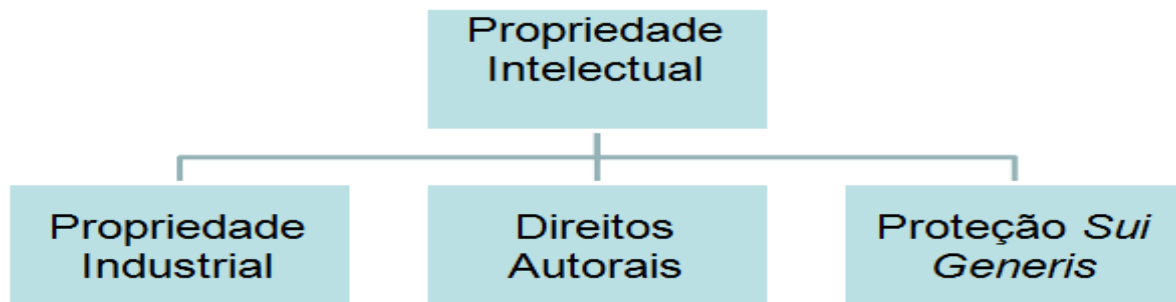 Propriedade
Intelectual
Propriedade
Industrial
Direitos
Autorais
Proteção Sui
Generis